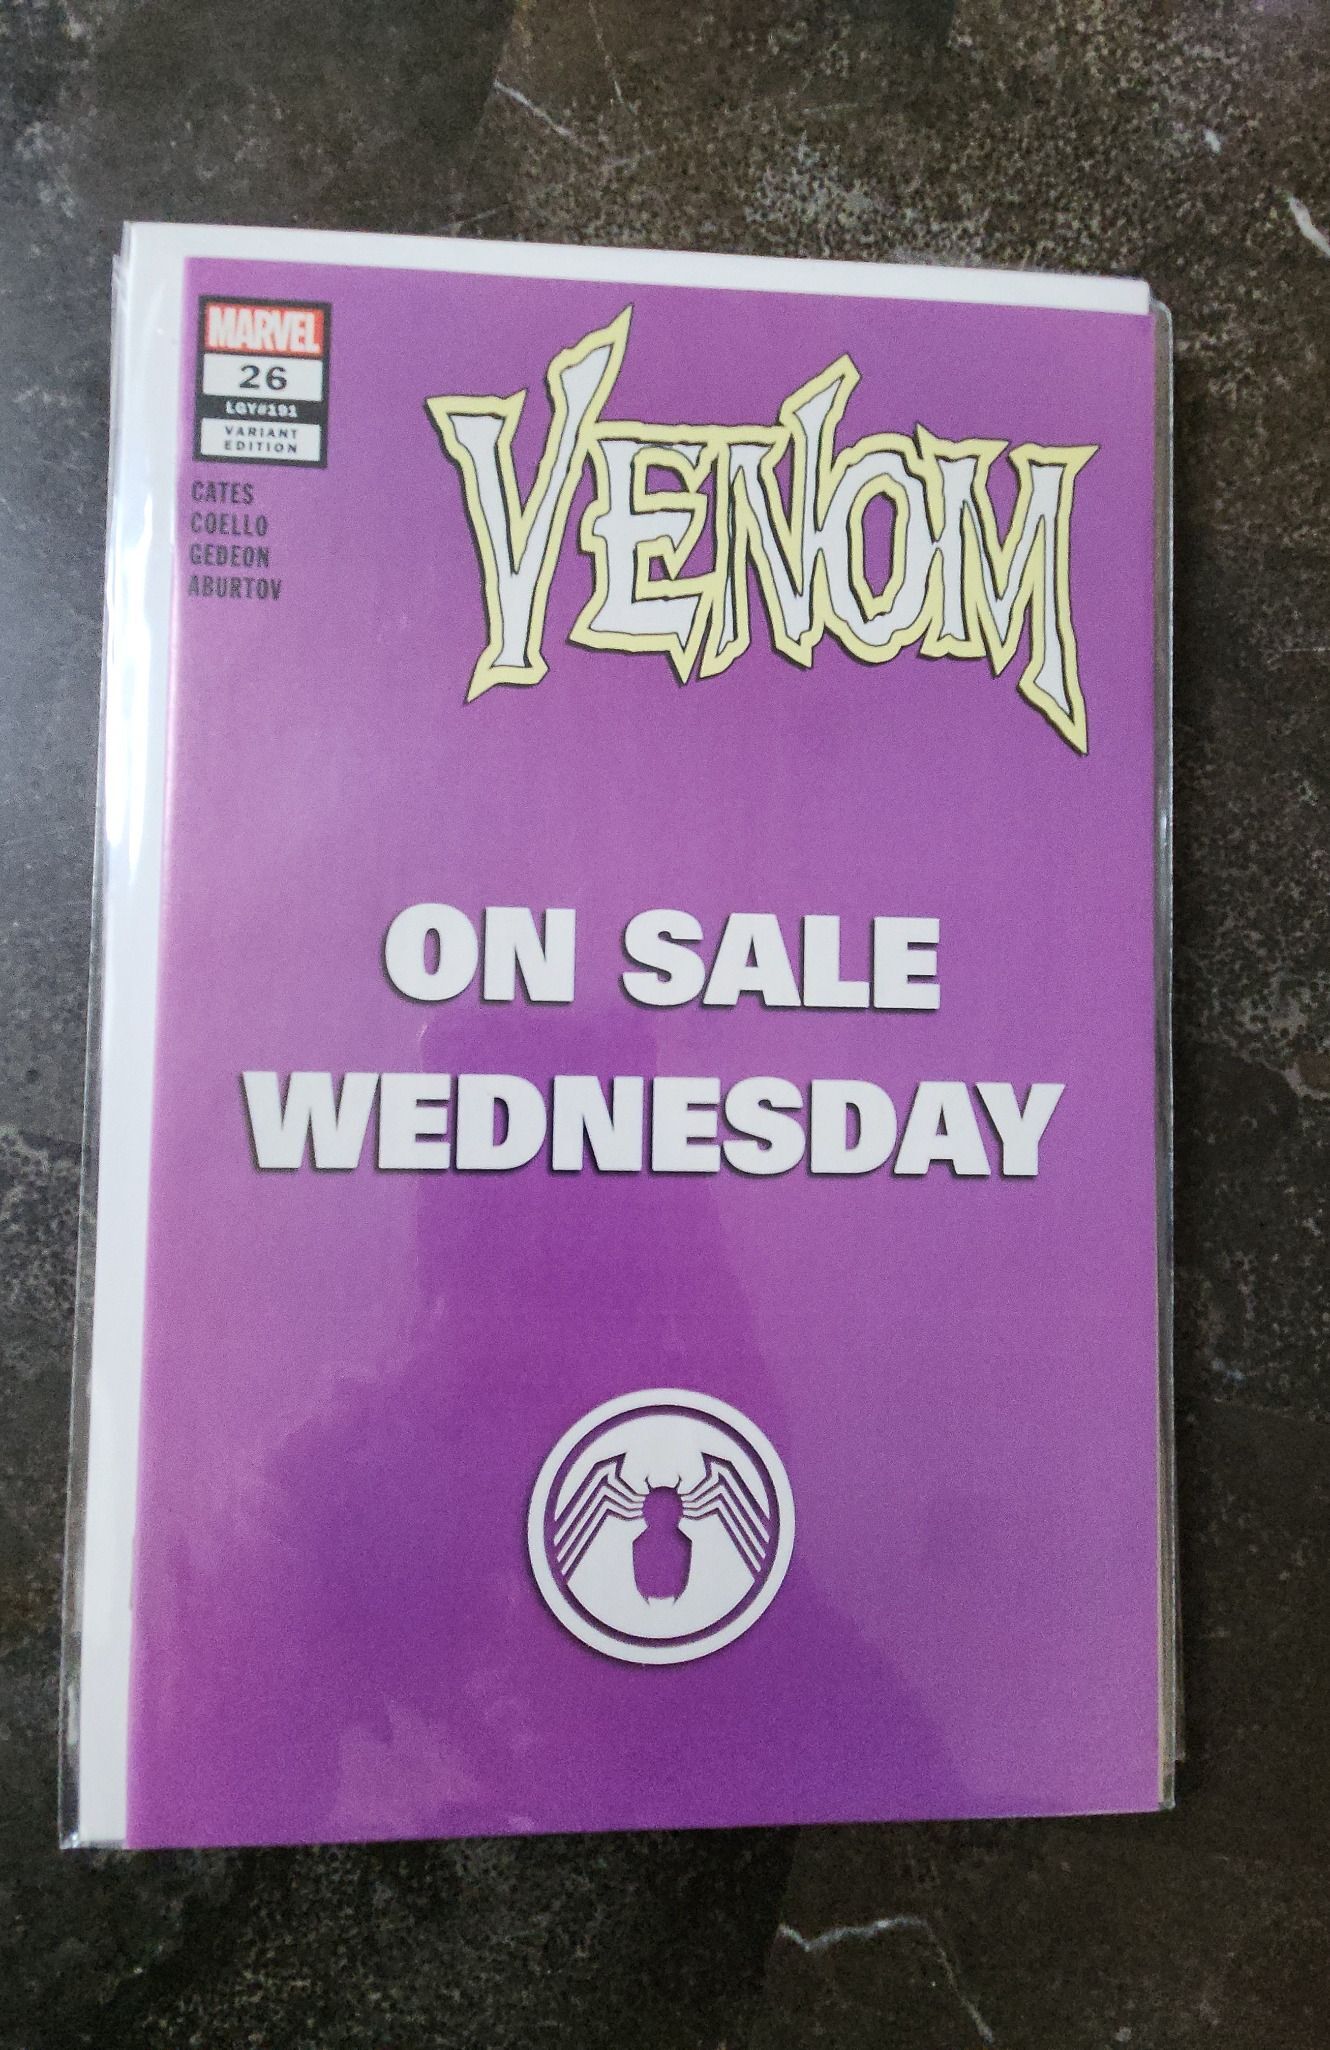 MARVEL
26
LGY#191
VARIANT
EDITION
CATES
COELLO
GEDEON
ABURTOV
VENOM
ON SALE
WEDNESDAY